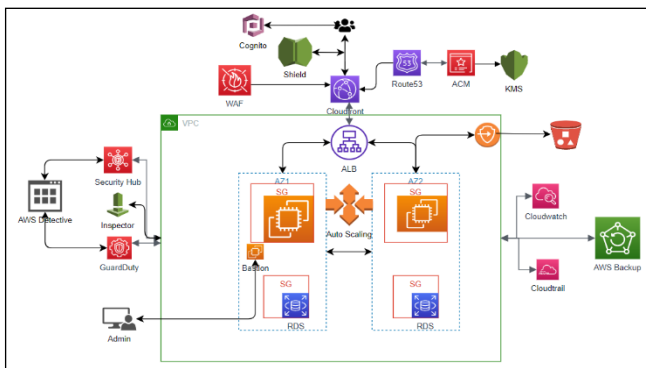 Cognito
Shield
WAF
Cloudfront
Route53
53
ACM
KMS
VPC
ALB
AZ1
AZ2
SG
SG
Security Hub
AWS Detective
Inspector
GuardDuty
Auto Scaling
Bastion
Cloudwatch
Cloudtrail
AWS Backup
SG
SG
RDS
RDS
Admin